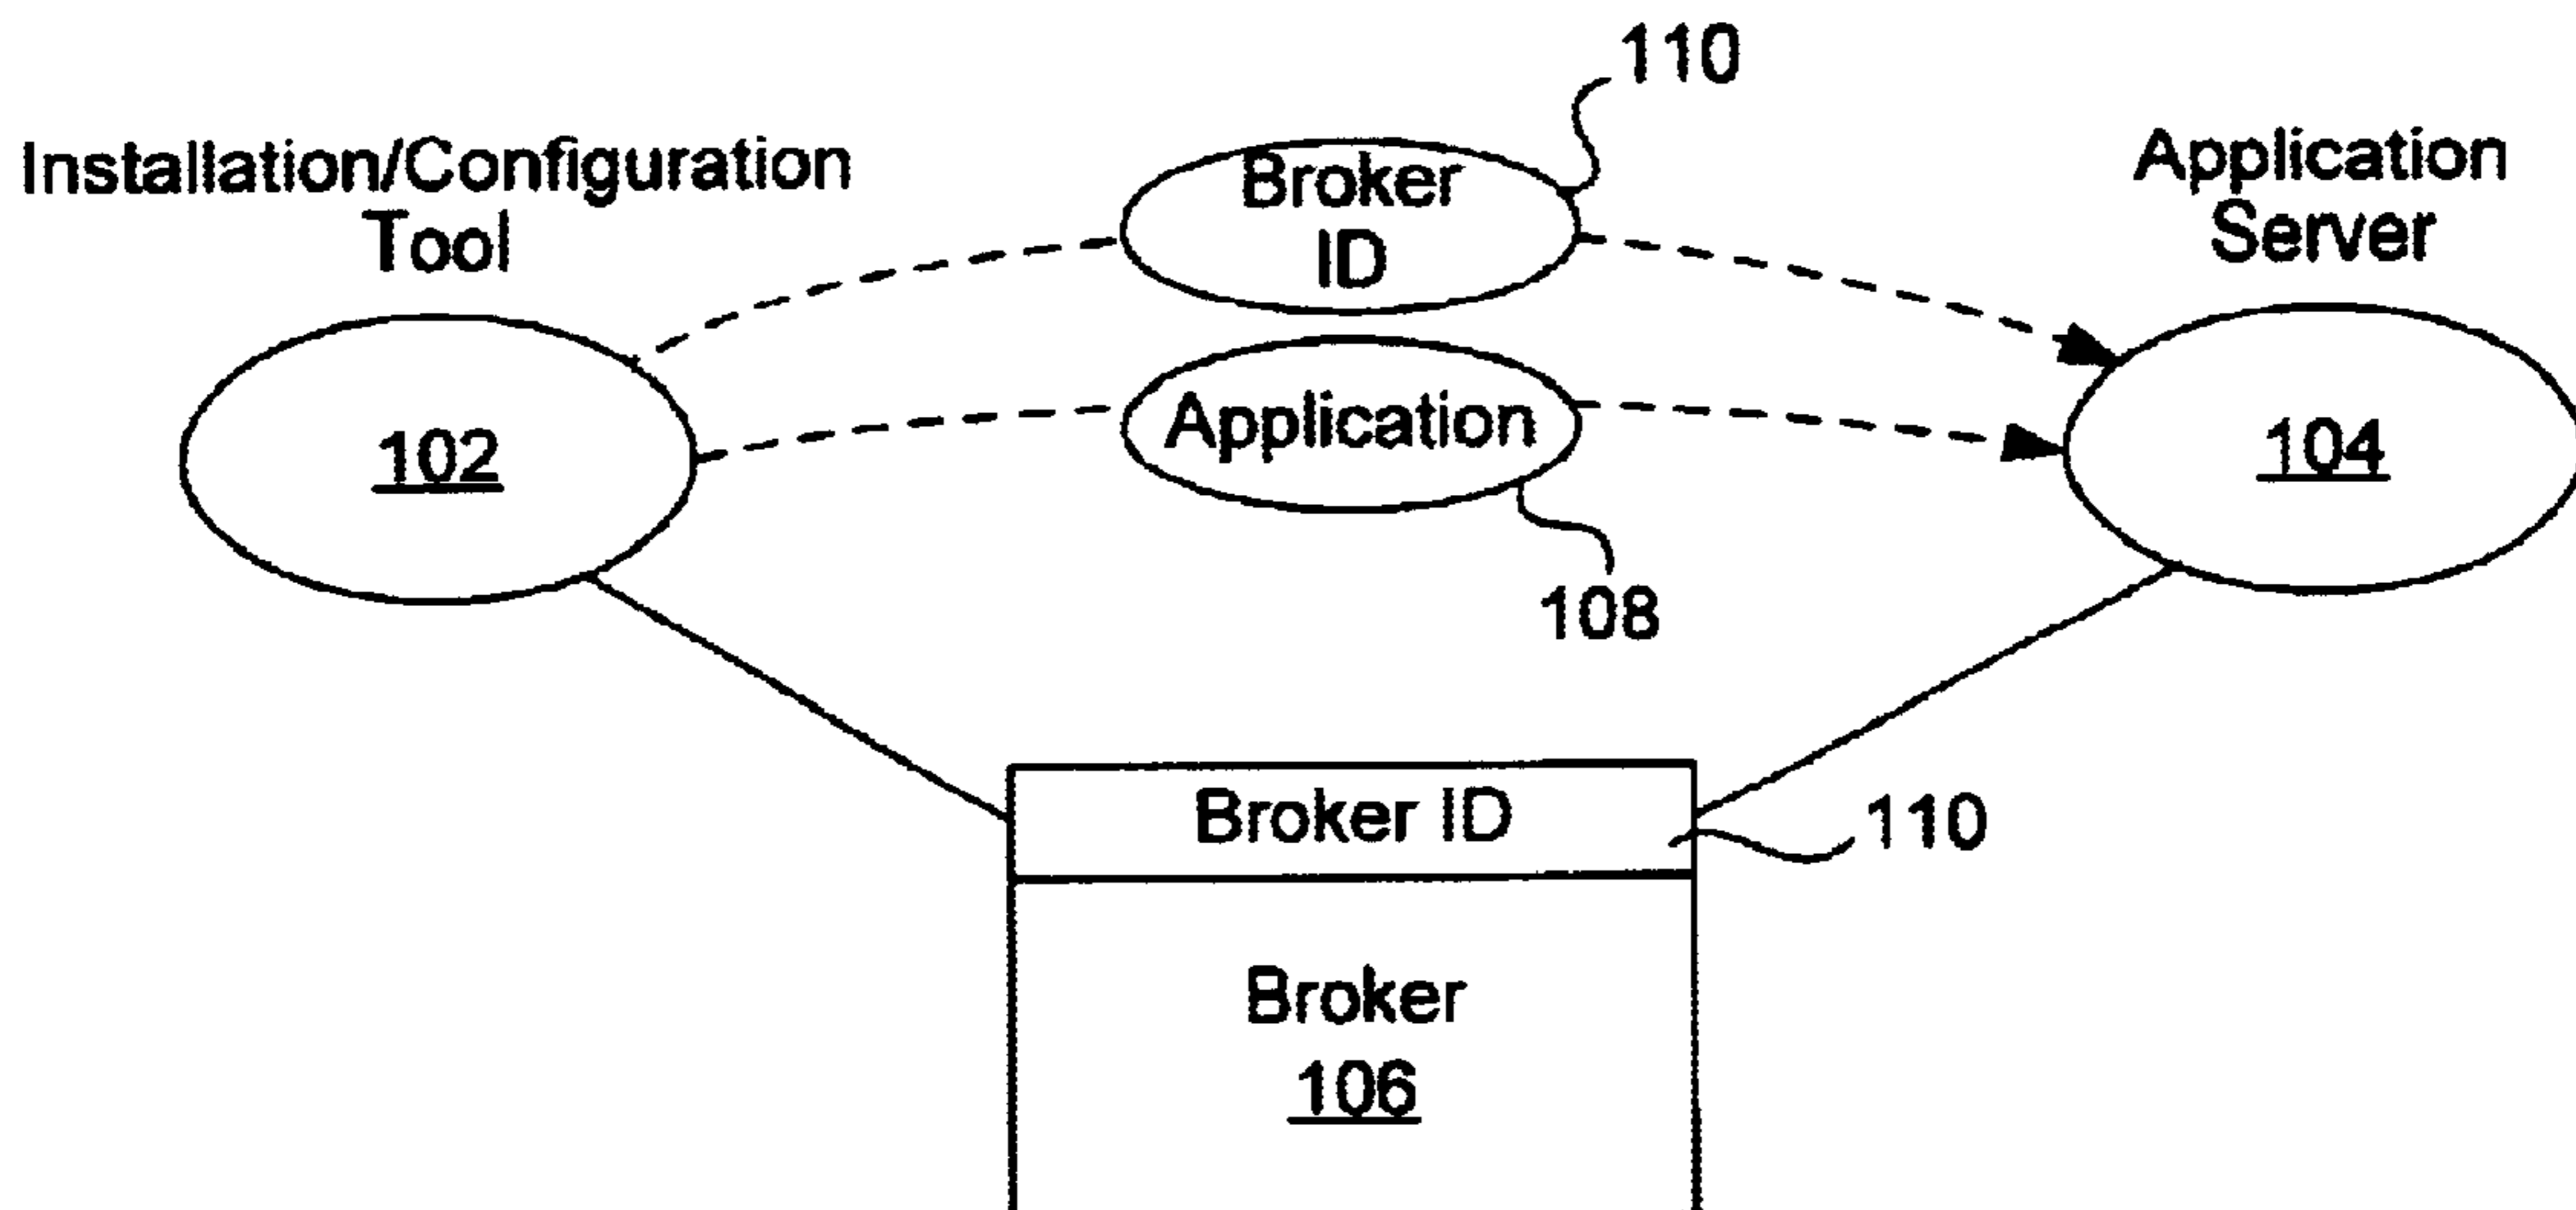 110
Installation/Configuration
Tool
Broker
ID
Application
Server
102
Application
104
108
Broker ID
110
Broker
106